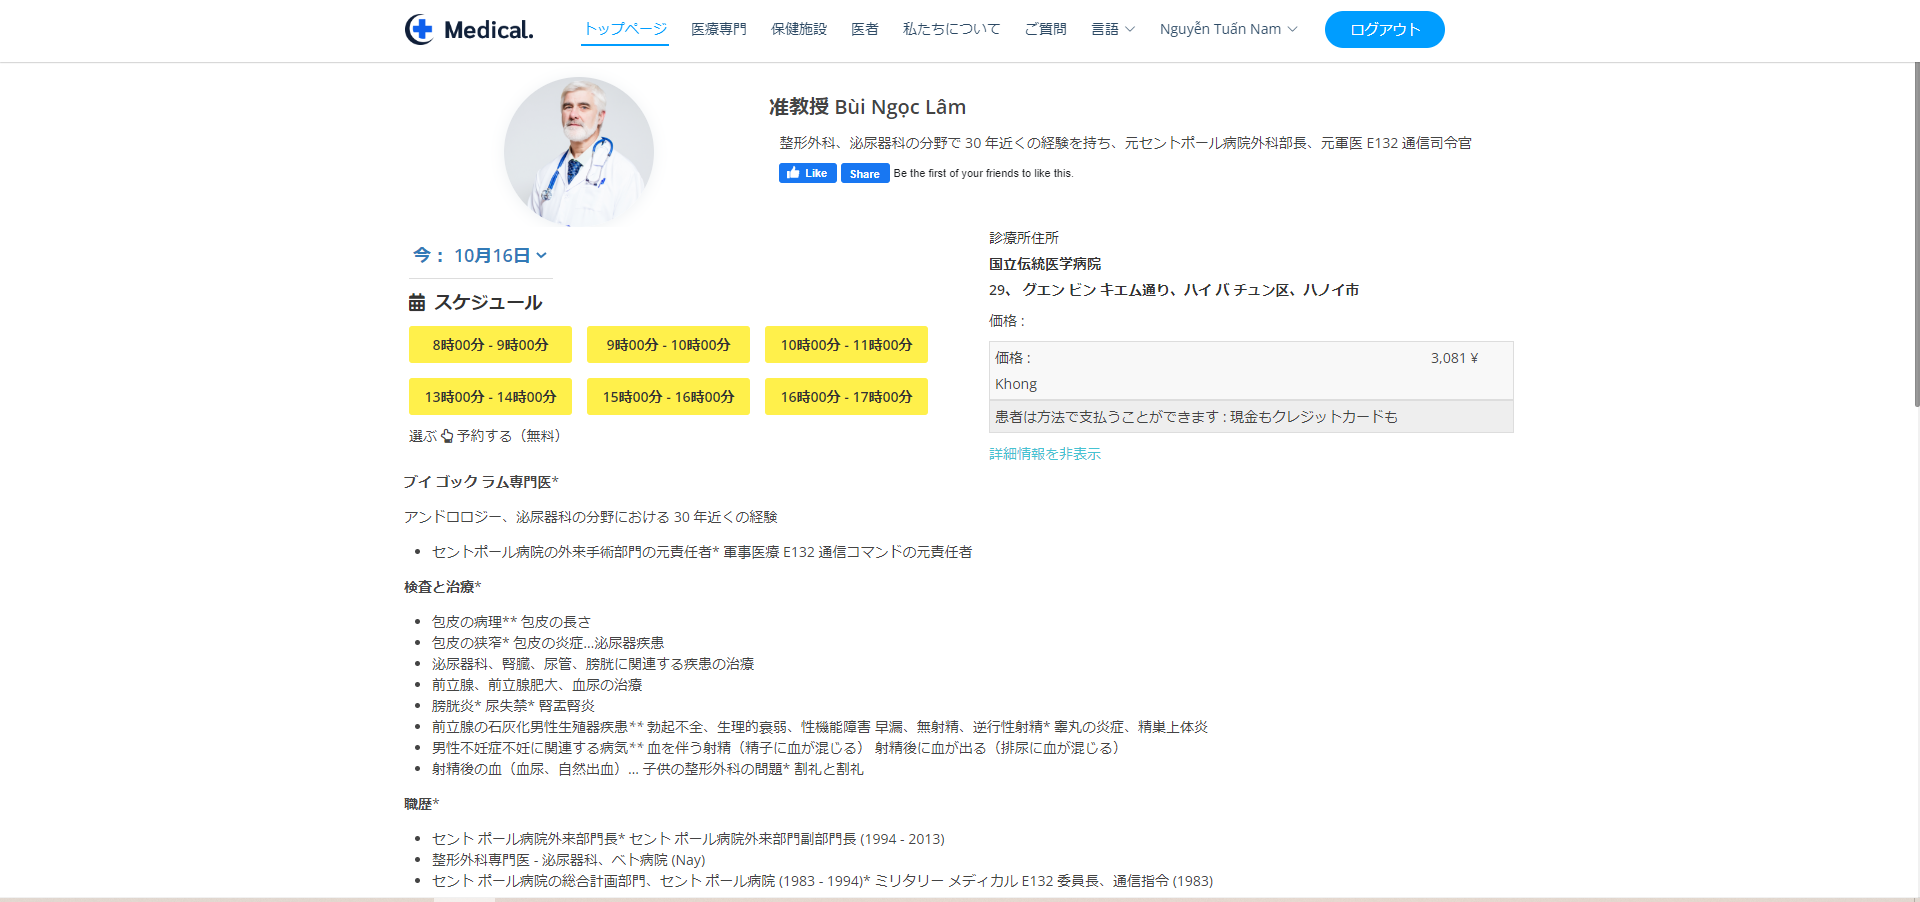 Medical.
トップページ 医療専門 保健施設 医者 私たちについて ご質問 言語 Nguyễn Tuấn Nam ログアウト
准教授 Bùi Ngọc Lâm
整形外科、泌尿器科の分野で 30 年近くの経験を持ち、元セントポール病院外科部長、元軍医 E132 通信司令官
Like Share Be the first of your friends to like this.
今： 10月16日
スケジュール
8時00分 - 9時00分 9時00分 - 10時00分 10時00分 - 11時00分
13時00分 - 14時00分 15時00分 - 16時00分 16時00分 - 17時00分
選ぶ 予約する（無料）
診療所住所
国立伝統医学病院
29、 グエン ビン キエム通り、ハイ バ チュン区、ハノイ市
価格 :
価格 : 3,081 ¥
Khong
患者は方法で支払うことができます : 現金もクレジットカードも
詳細情報を非表示
ブイ ゴック ラム専門医*
アンドロロジー、泌尿器科の分野における 30 年近くの経験
セントポール病院の外来手術部門の元責任者* 軍事医療 E132 通信コマンドの元責任者
検査と治療*
包皮の病理** 包皮の長さ
包皮の狭窄* 包皮の炎症…泌尿器疾患
泌尿器科、腎臓、尿管、膀胱に関連する疾患の治療
前立腺、前立腺肥大、血尿の治療
膀胱炎* 尿失禁* 腎盂腎炎
前立腺の石灰化男性生殖器疾患** 勃起不全、生理的衰弱、性機能障害 早漏、無射精、逆行性射精* 睾丸の炎症、精巣上体炎
男性不妊症不妊に関連する病気** 血を伴う射精（精子に血が混じる） 射精後に血が出る（排尿に血が混じる）
射精後の血（血尿、自然出血）... 子供の整形外科の問題* 割礼と割礼
職歴*
セント ポール病院外来部門長* セント ポール病院外来部門副部門長 (1994 - 2013)
整形外科専門医 - 泌尿器科、ベト病院 (Nay)
セント ポール病院の総合計画部門、セント ポール病院 (1983 - 1994)* ミリタリー メディカル E132 委員長、通信指令 (1983)